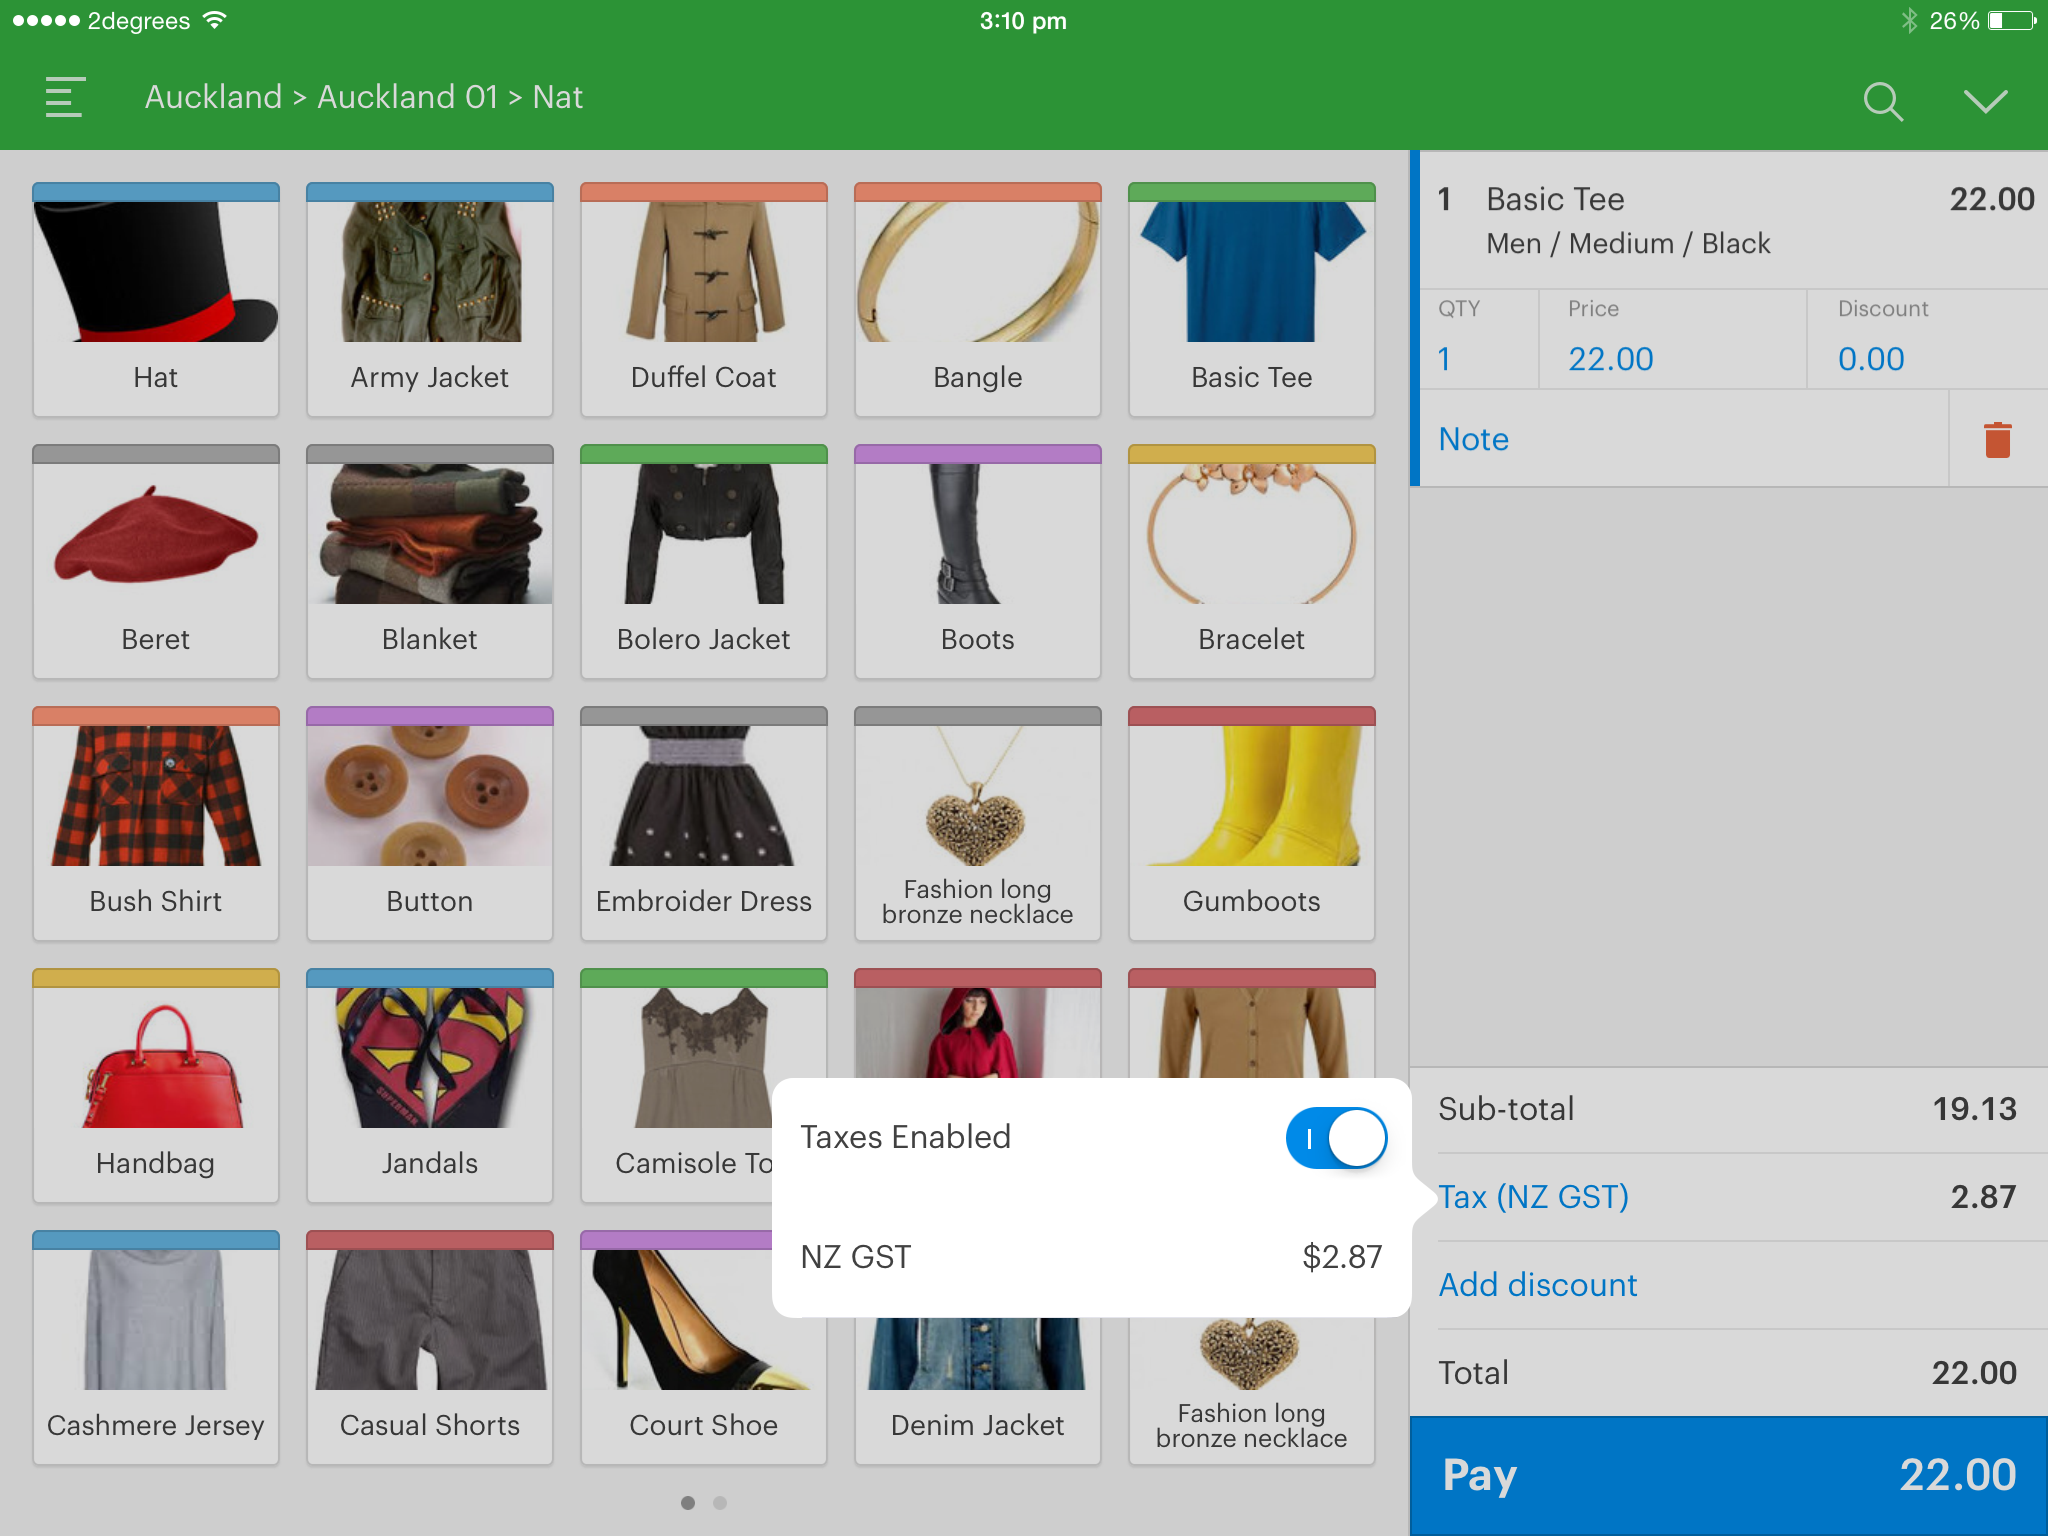 2degrees
3:10 pm
26%
Auckland > Auckland 01 > Nat
Hat
Army Jacket
Duffel Coat
Bangle
Basic Tee
Beret
Blanket
Bolero Jacket
Boots
Bracelet
Bush Shirt
Button
Embroider Dress
Fashion long
bronze necklace
Gumboots
Handbag
SUPERMAN
Jandals
Camisole To
Cashmere Jersey
Casual Shorts
Court Shoe
Denim Jacket
Fashion long
bronze necklace
Taxes Enabled
NZ GST $2.87
1 Basic Tee 22.00
Men / Medium / Black
QTY Price Discount
1 22.00 0.00
Note
Sub-total 19.13
Tax (NZ GST) 2.87
Add discount
Total 22.00
Pay 22.00